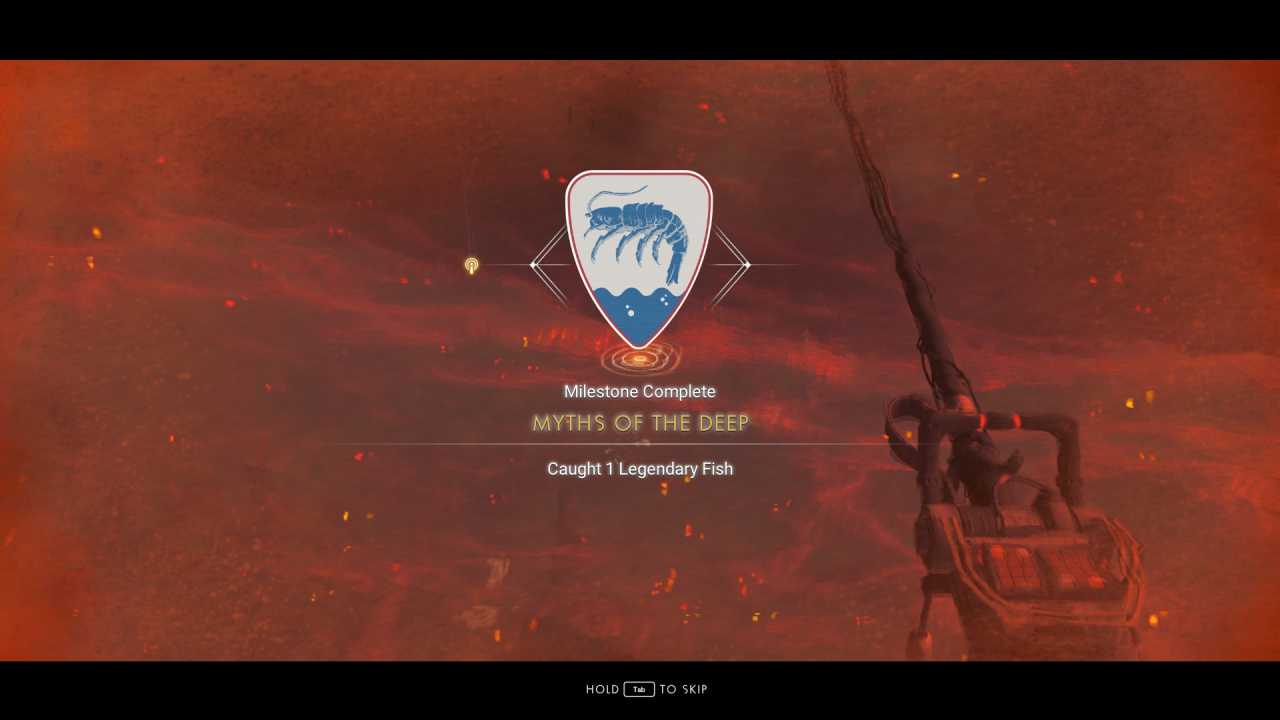 Milestone Complete
MYTHS OF THE DEEP
Caught 1 Legendary Fish
HOLD Tab TO SKIP